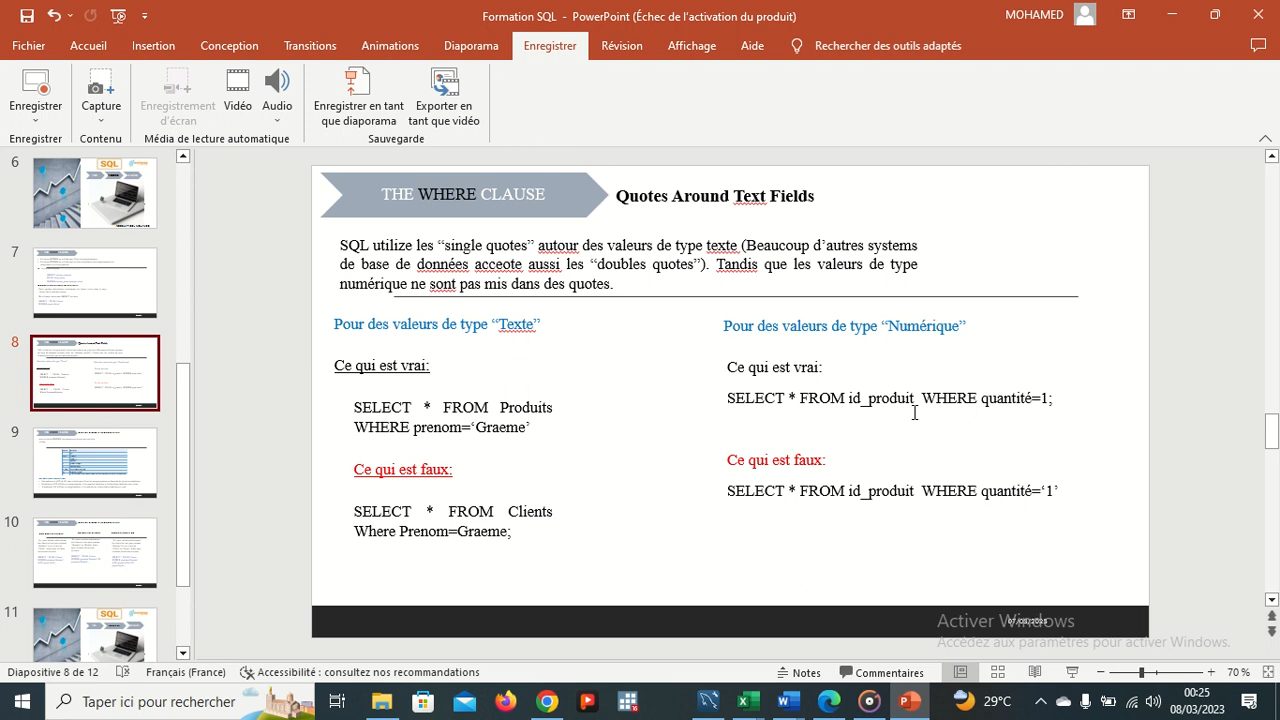 Formation SQL - PowerPoint (Échec de l'activation du produit)
MOHAMED
Fichier Accueil Insertion Conception Transitions Animations Diaporama Enregistrer Révision Affichage Aide Rechercher des outils adaptés
Enregistrer Capture Enregistrement d'écran Vidéo Audio Enregistrer en tant que diaporama Exporter en tant que vidéo
Enregistrer Contenu Média de lecture automatique Sauvegarde
6
SQL
7
8
9
10
11
SQL
THE WHERE CLAUSE
Quotes Around Text Fields
SQL utilize les “single quotes” autour des valeurs de type texte (Beaucoup d’autres systems
de base de données accepte aussi les “doubles quotes”). Tandis que les valeurs de type
numérique ne sont pas mis dans des quotes.
Pour des valeurs de type “Texte”
Ce qui est vrai:
SELECT * FROM Produits
WHERE prenom=‘Graeme’
Ce qui est faux:
SELECT * FROM Clients
Where Prenom=Graeme;
Pour des valeurs de type “Numérique”
Ce qui est vrai:
SELECT * FROM id_produit WHERE quantité=1;
Ce qui est faux:
SELECT * FROM id_produit WHERE quantité=‘1’
Activer Windows
Accédez aux paramètres pour activer Windows.
Diapositive 8 de 12 Français (France) Accessibilité : consultez nos recommandations Notes Commentaires 70 %
Taper ici pour rechercher 29°C 00:25
08/03/2023